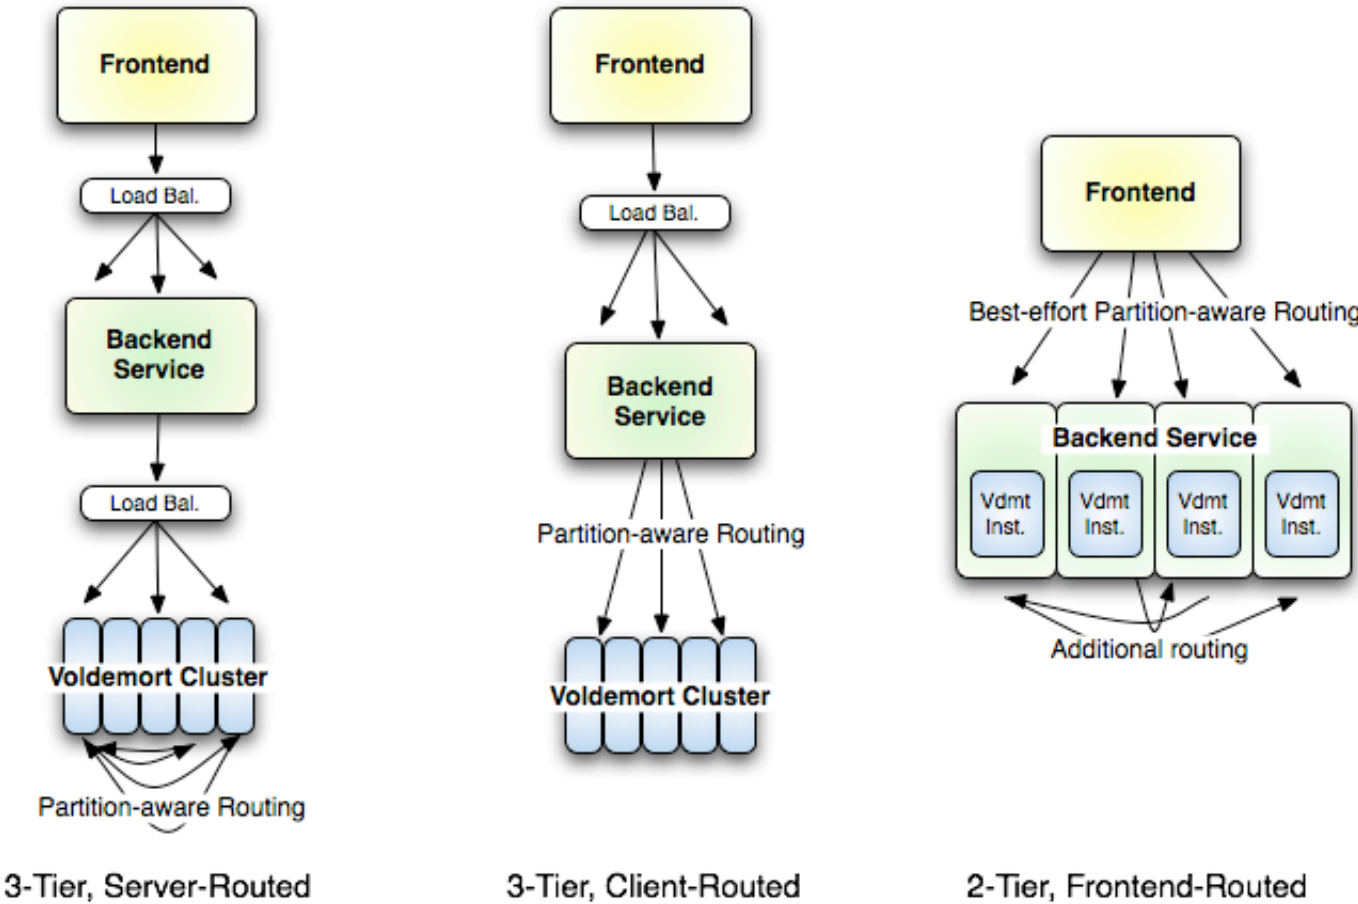 Frontend
Load Bal.
Backend
Service
Load Bal.
Voldemort Cluster
Partition-aware Routing
3-Tier, Server-Routed
Frontend
Load Bal.
Backend
Service
Partition-aware Routing
Voldemort Cluster
3-Tier, Client-Routed
Frontend
Best-effort Partition-aware Routing
Backend Service
Vdmt
Inst.
Vdmt
Inst.
Vdmt
Inst.
Vdmt
Inst.
Additional routing
2-Tier, Frontend-Routed